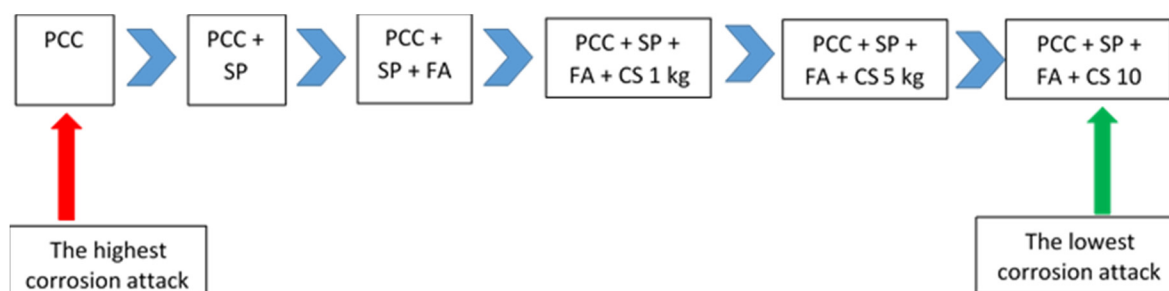 PCC
PCC +
SP
PCC +
SP + FA
PCC + SP +
FA + CS 1 kg
PCC + SP +
FA + CS 5 kg
PCC + SP +
FA + CS 10
The highest
corrosion attack
The lowest
corrosion attack